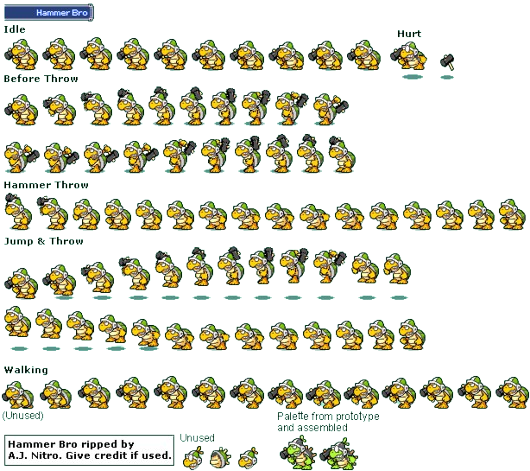 Hammer Bro
Idle
Hurt
Before Throw
Hammer Throw
Jump & Throw
Walking
(Unused)
Palette from prototype
and assembled
Hammer Bro ripped by
A.J. Nitro. Give credit if used.
Unused